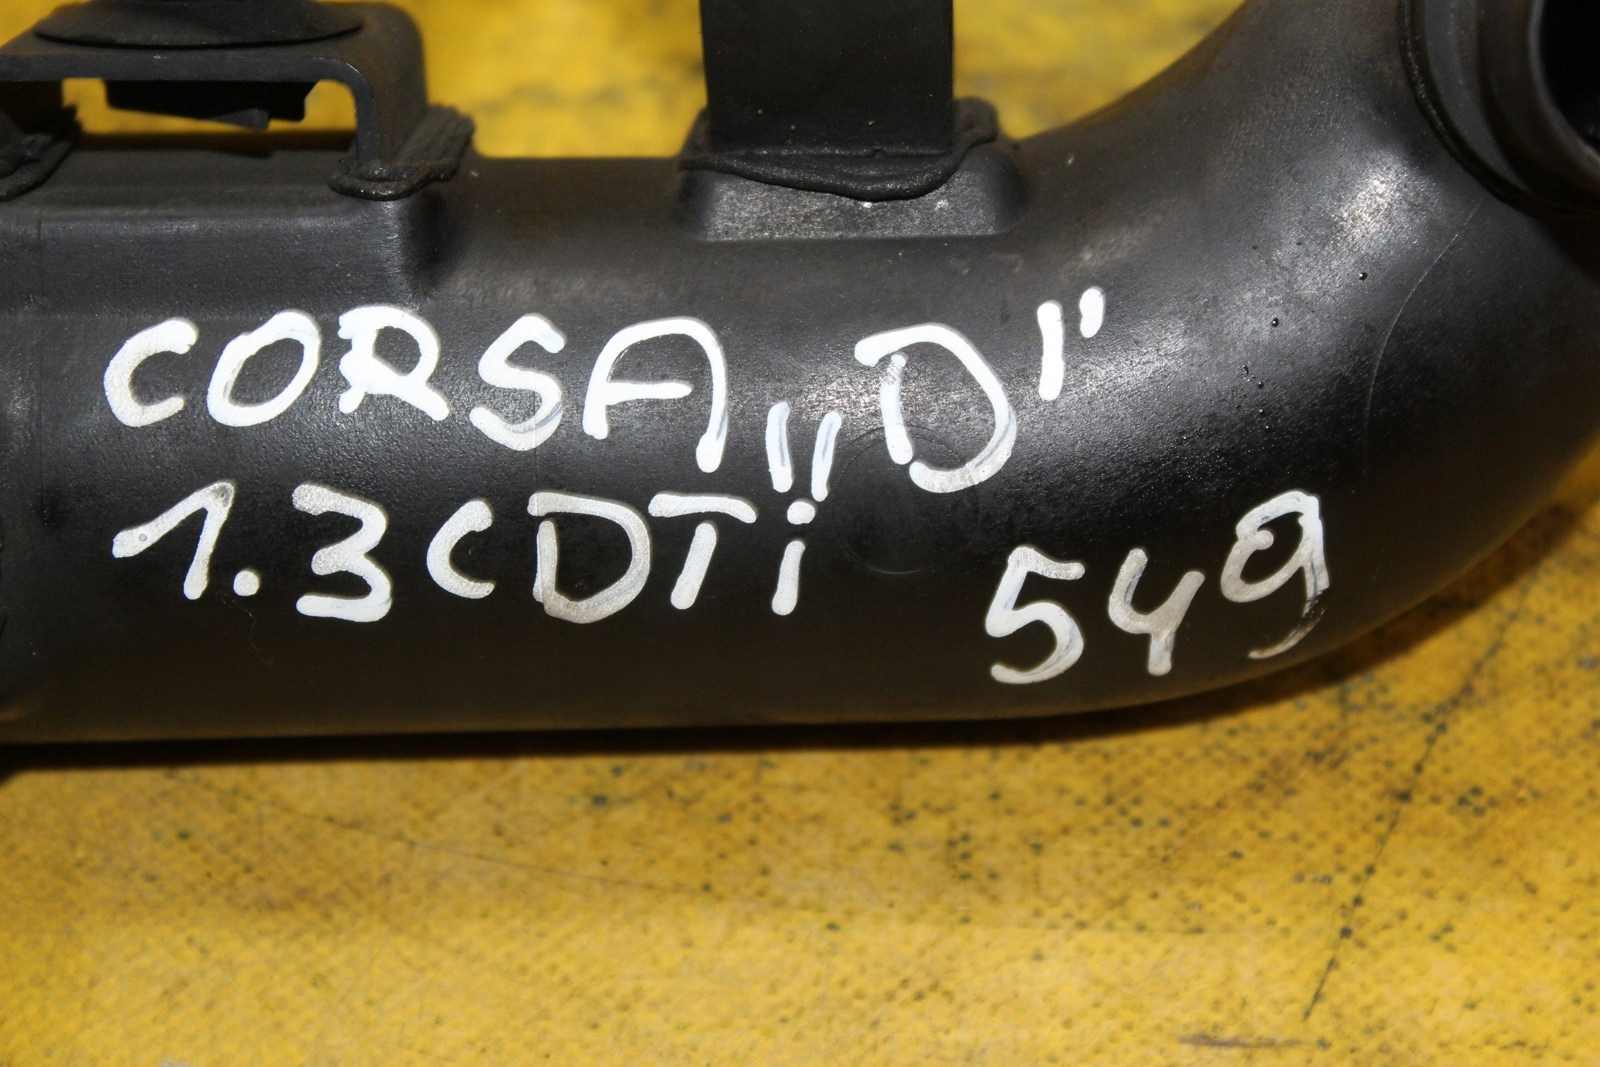 CORSA „D"
1.3CDTi 549